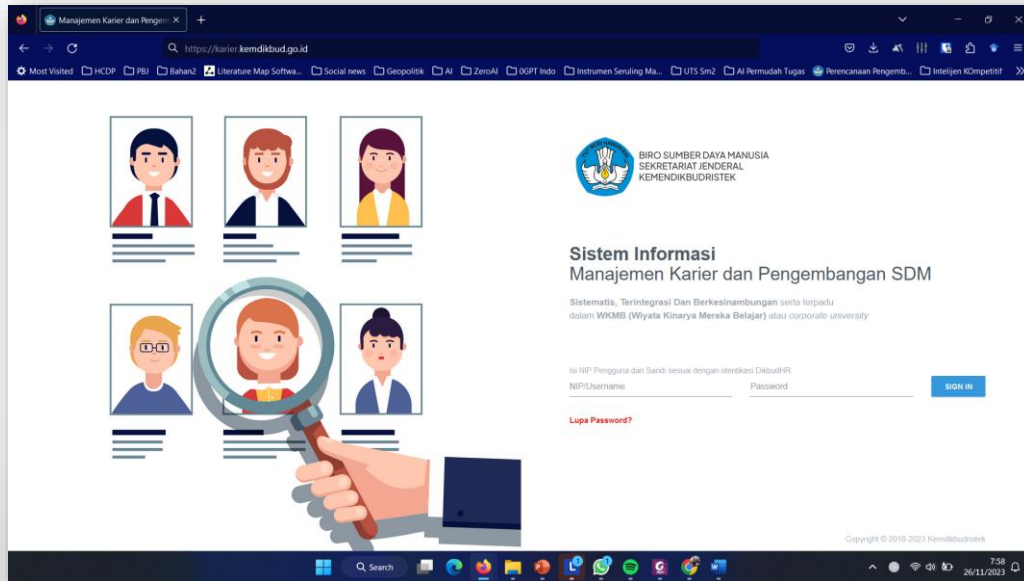 Manajemen Karier dan Pengem
https://karier.kemdikbud.go.id
Most Visited HCDP PBJ Bahan2 Literature Map Softwa... Social news Geopolitik AI ZeroAI 0GPT Indo Instrumen Seruling Ma... UTS Sm2 AI Permudah Tugas Perencanaan Pengemb... Intelijen KOmpetitif
BIRO SUMBER DAYA MANUSIA
SEKRETARIAT JENDERAL
KEMENDIKBUDRISTEK
Sistem Informasi
Manajemen Karier dan Pengembangan SDM
Sistematis, Terintegrasi Dan Berkesinambungan serta terpadu
dalam WKMB (Wiyata Kinarya Mereka Belajar) atau corporate university
Isi NIP Pengguna dan Sandi sesuai dengan otentikasi DikbudHR.
NIP/Username Password SIGN IN
Lupa Password?
Copyright © 2018-2023 Kemdikbudristek
Search
7:58
26/11/2023